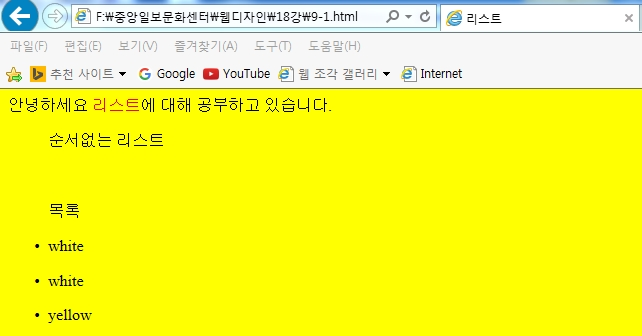 F:₩중앙일보문화센터₩웹디자인₩18강₩9-1.html
리스트
파일(F) 편집(E) 보기(V) 즐겨찾기(A) 도구(T) 도움말(H)
추천 사이트 Google YouTube 웹 조각 갤러리 Internet
안녕하세요 리스트에 대해 공부하고 있습니다.
순서없는 리스트
목록
• white
• white
• yellow